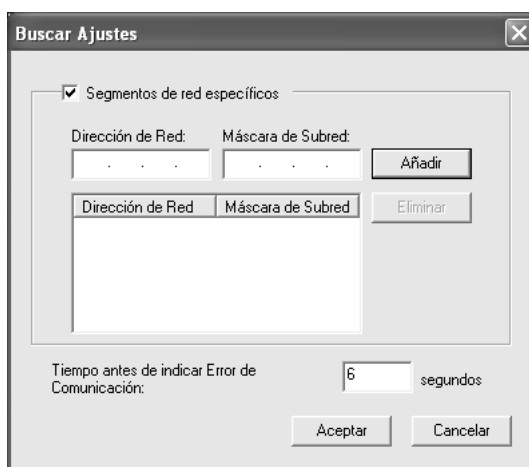 Buscar Ajustes
Segmentos de red específicos
Dirección de Red: Máscara de Subred:
. . . . . . Añadir
Dirección de Red Máscara de Subred Eliminar
Tiempo antes de indicar Error de
Comunicación: 6 segundos
Aceptar Cancelar